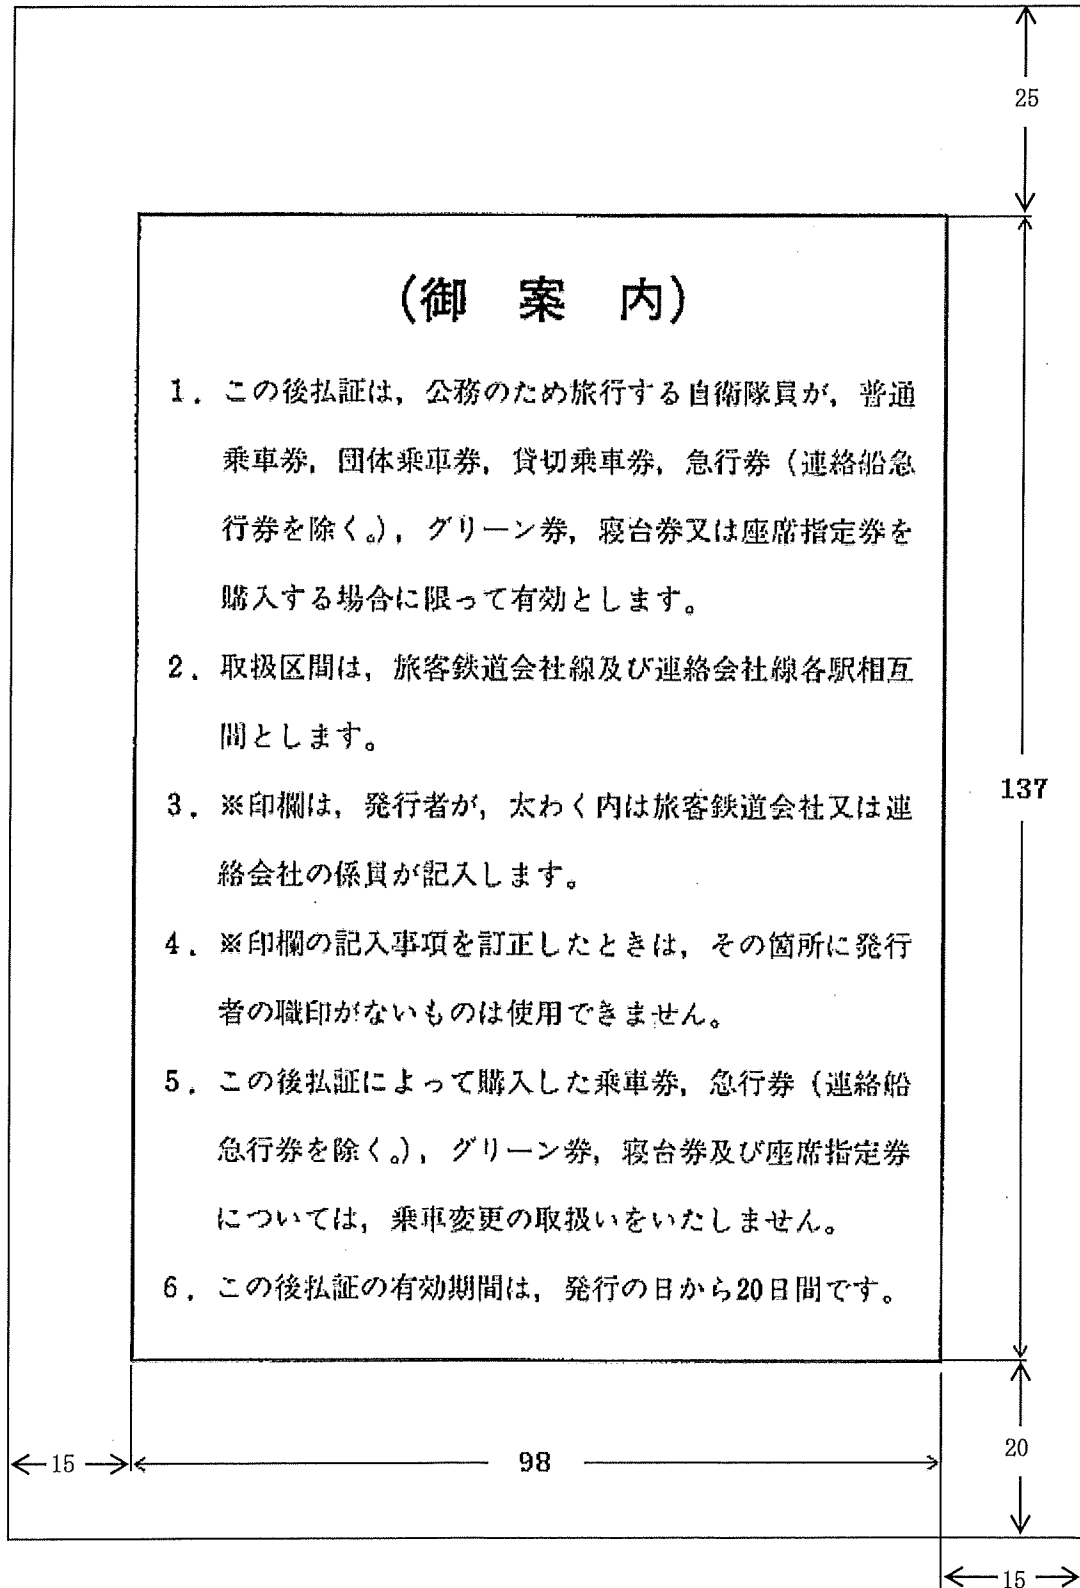 25
（御　案　内）
1．この後払証は，公務のため旅行する自衛隊員が，普通
乗車券，団体乗車券，貸切乗車券，急行券（連絡船急
行券を除く。），グリーン券，寝台券又は座席指定券を
購入する場合に限って有効とします。
2．取扱区間は，旅客鉄道会社線及び連絡会社線各駅相互
間とします。
137
3．※印欄は，発行者が，太わく内は旅客鉄道会社又は連
絡会社の係員が記入します。
4．※印欄の記入事項を訂正したときは，その箇所に発行
者の職印がないものは使用できません。
5．この後払証によって購入した乗車券，急行券（連絡船
急行券を除く。），グリーン券，寝台券及び座席指定券
については，乗車変更の取扱いをいたしません。
6．この後払証の有効期間は，発行の日から20日間です。
20
15
98
15